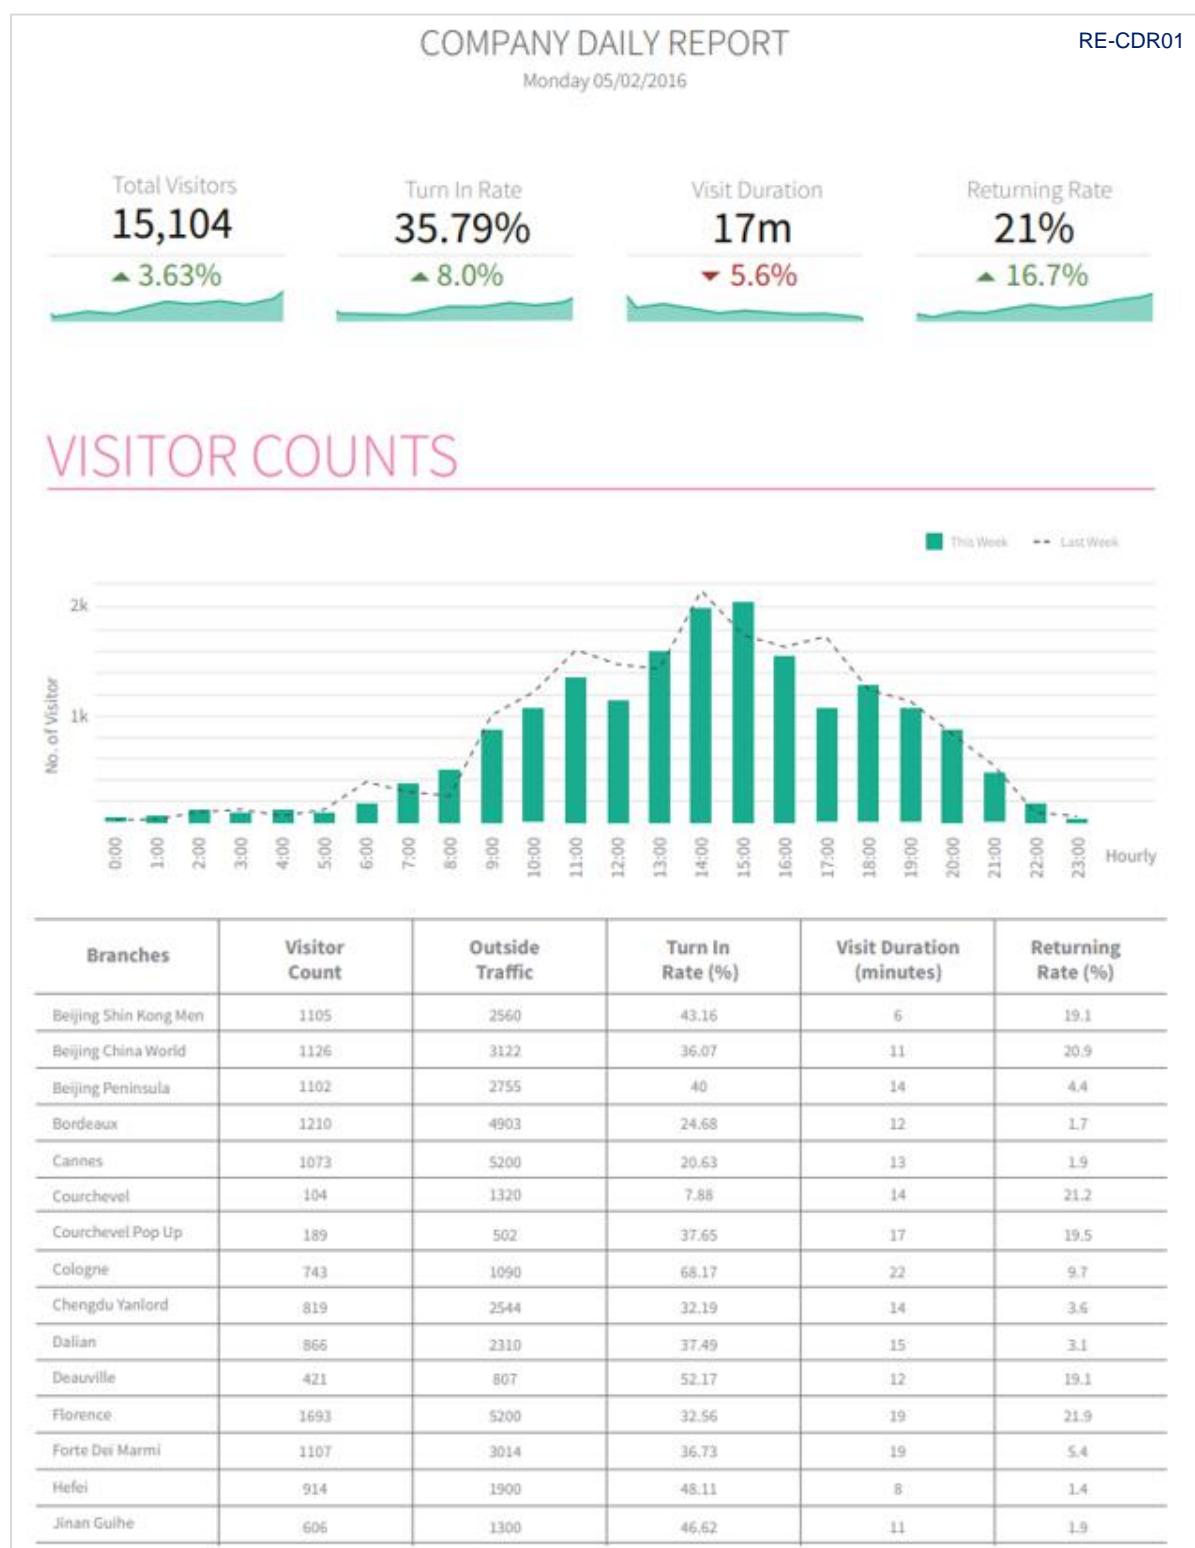 COMPANY DAILY REPORT
RE-CDR01
Monday 05/02/2016
Total Visitors
15,104
3.63%
Turn In Rate
35.79%
8.0%
Visit Duration
17m
5.6%
Returning Rate
21%
16.7%
VISITOR COUNTS
This Week
Last Week
2k
1k
No. of Visitor
0:00 1:00 2:00 3:00 4:00 5:00 6:00 7:00 8:00 9:00 10:00 11:00 12:00 13:00 14:00 15:00 16:00 17:00 18:00 19:00 20:00 21:00 22:00 23:00 Hourly
Branches Visitor Count Outside Traffic Turn In Rate (%) Visit Duration (minutes) Returning Rate (%)
Beijing Shin Kong Men 1105 2560 43.16 6 19.1
Beijing China World 1126 3122 36.07 11 20.9
Beijing Peninsula 1102 2755 40 14 4.4
Bordeaux 1210 4903 24.68 12 1.7
Cannes 1073 5200 20.63 13 1.9
Courchevel 104 1320 7.88 14 21.2
Courchevel Pop Up 189 502 37.65 17 19.5
Cologne 743 1090 68.17 22 9.7
Chengdu Yanlord 819 2544 32.19 14 3.6
Dalian 866 2310 37.49 15 3.1
Deauville 421 807 52.17 12 19.1
Florence 1693 5200 32.56 19 21.9
Forte Dei Marmi 1107 3014 36.73 19 5.4
Hefei 914 1900 48.11 8 1.4
Jinan Guihe 606 1300 46.62 11 1.9